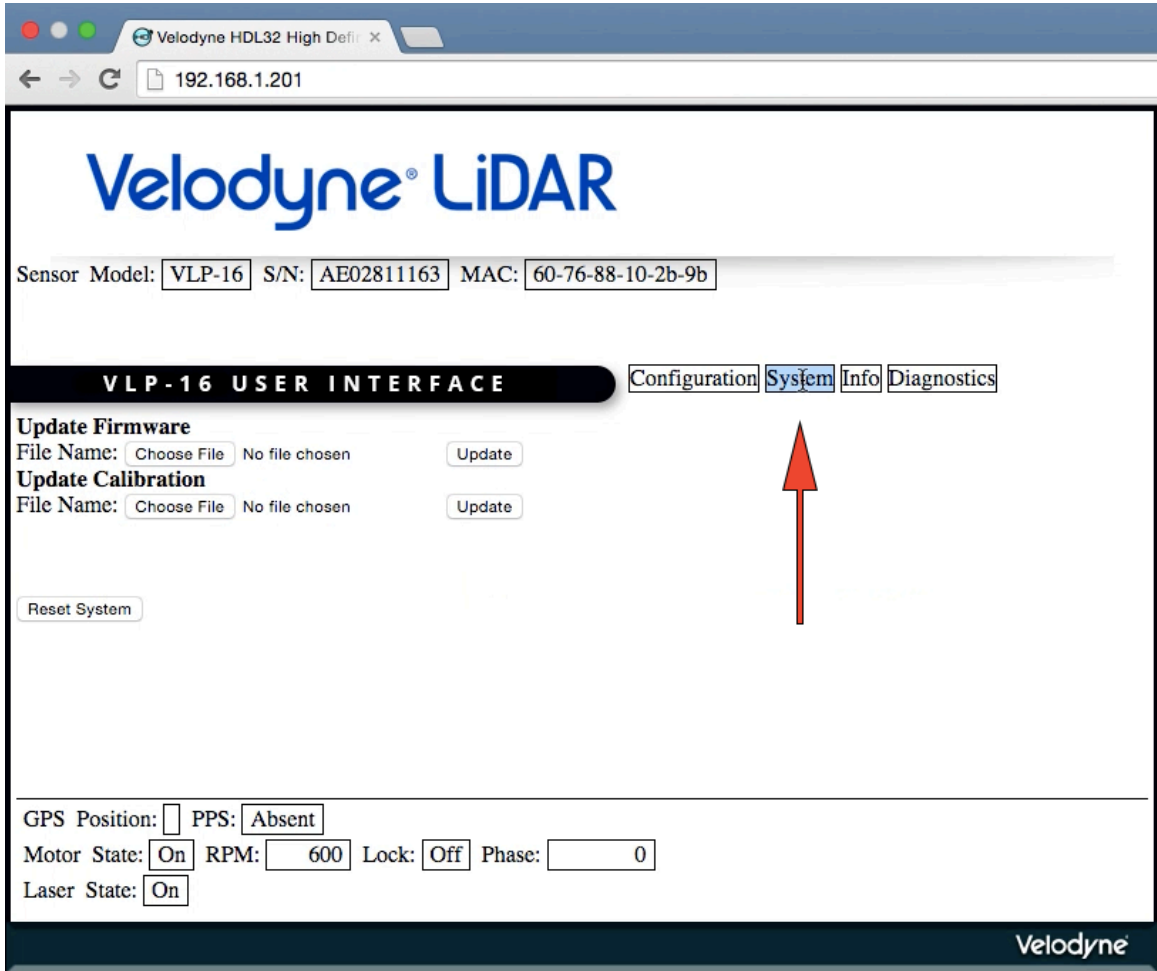 Velodyne HDL32 High Defin
192.168.1.201
Velodyne® LiDAR
Sensor Model: VLP-16 S/N: AE02811163 MAC: 60-76-88-10-2b-9b
VLP-16 USER INTERFACE Configuration System Info Diagnostics
Update Firmware
File Name: Choose File No file chosen Update
Update Calibration
File Name: Choose File No file chosen Update
Reset System
GPS Position: PPS: Absent
Motor State: On RPM: 600 Lock: Off Phase: 0
Laser State: On
Velodyne